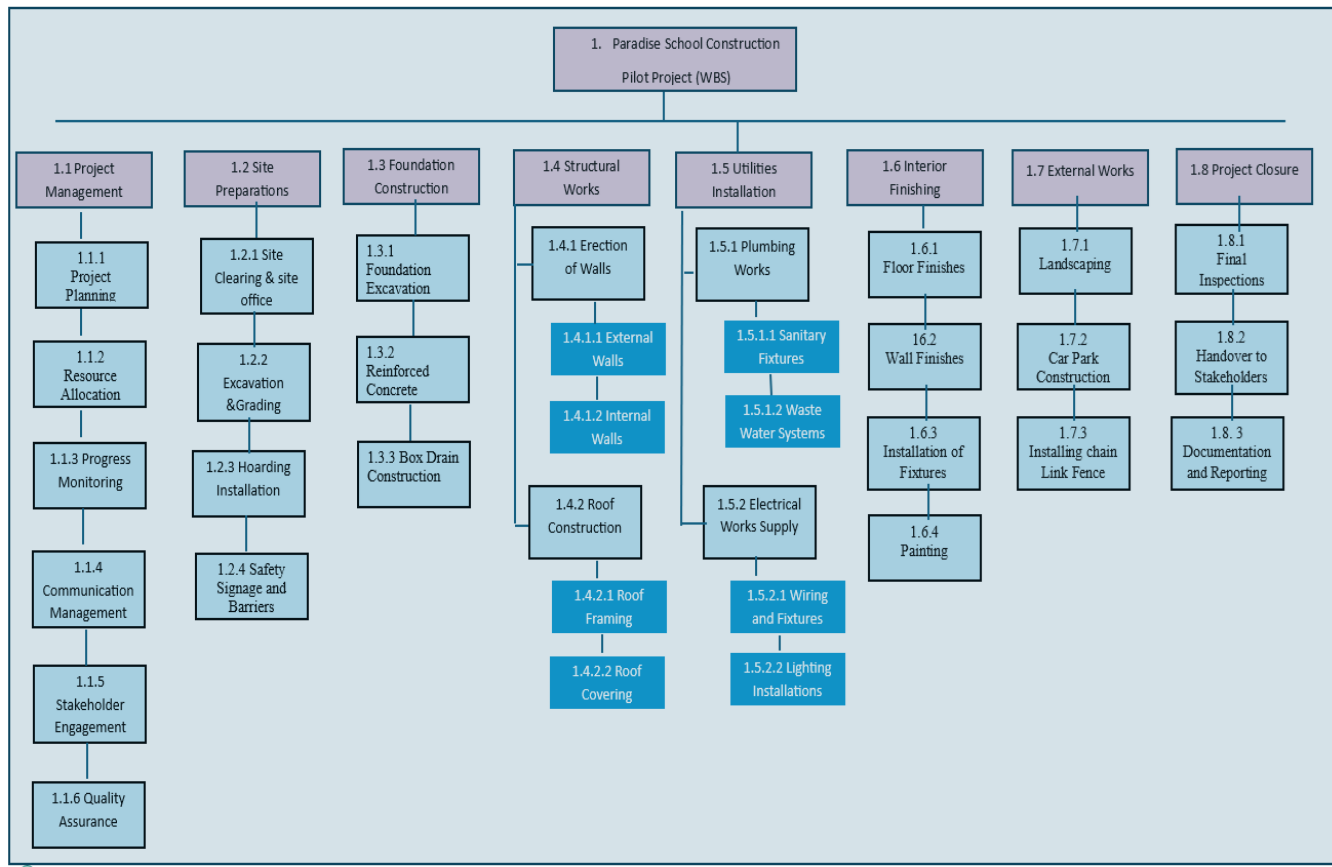 1. Paradise School Construction
Pilot Project (WBS)
1.1 Project
Management
1.1.1
Project
Planning
1.1.2
Resource
Allocation
1.1.3 Progress
Monitoring
1.1.4
Communication
Management
1.1.5
Stakeholder
Engagement
1.1.6 Quality
Assurance
1.2 Site
Preparations
1.2.1 Site
Clearing & site
office
1.2.2
Excavation
&Grading
1.2.3 Hoarding
Installation
1.2.4 Safety
Signage and
Barriers
1.3 Foundation
Construction
1.3.1
Foundation
Excavation
1.3.2
Reinforced
Concrete
1.3.3 Box Drain
Construction
1.4 Structural
Works
1.4.1 Erection
of Walls
1.4.1.1 External
Walls
1.4.1.2 Internal
Walls
1.4.2 Roof
Construction
1.4.2.1 Roof
Framing
1.4.2.2 Roof
Covering
1.5 Utilities
Installation
1.5.1 Plumbing
Works
1.5.1.1 Sanitary
Fixtures
1.5.1.2 Waste
Water Systems
1.5.2 Electrical
Works Supply
1.5.2.1 Wiring
and Fixtures
1.5.2.2 Lighting
Installations
1.6 Interior
Finishing
1.6.1
Floor Finishes
16.2
Wall Finishes
1.6.3
Installation of
Fixtures
1.6.4
Painting
1.7 External Works
1.7.1
Landscaping
1.7.2
Car Park
Construction
1.7.3
Installing chain
Link Fence
1.8 Project Closure
1.8.1
Final
Inspections
1.8.2
Handover to
Stakeholders
1.8. 3
Documentation
and Reporting